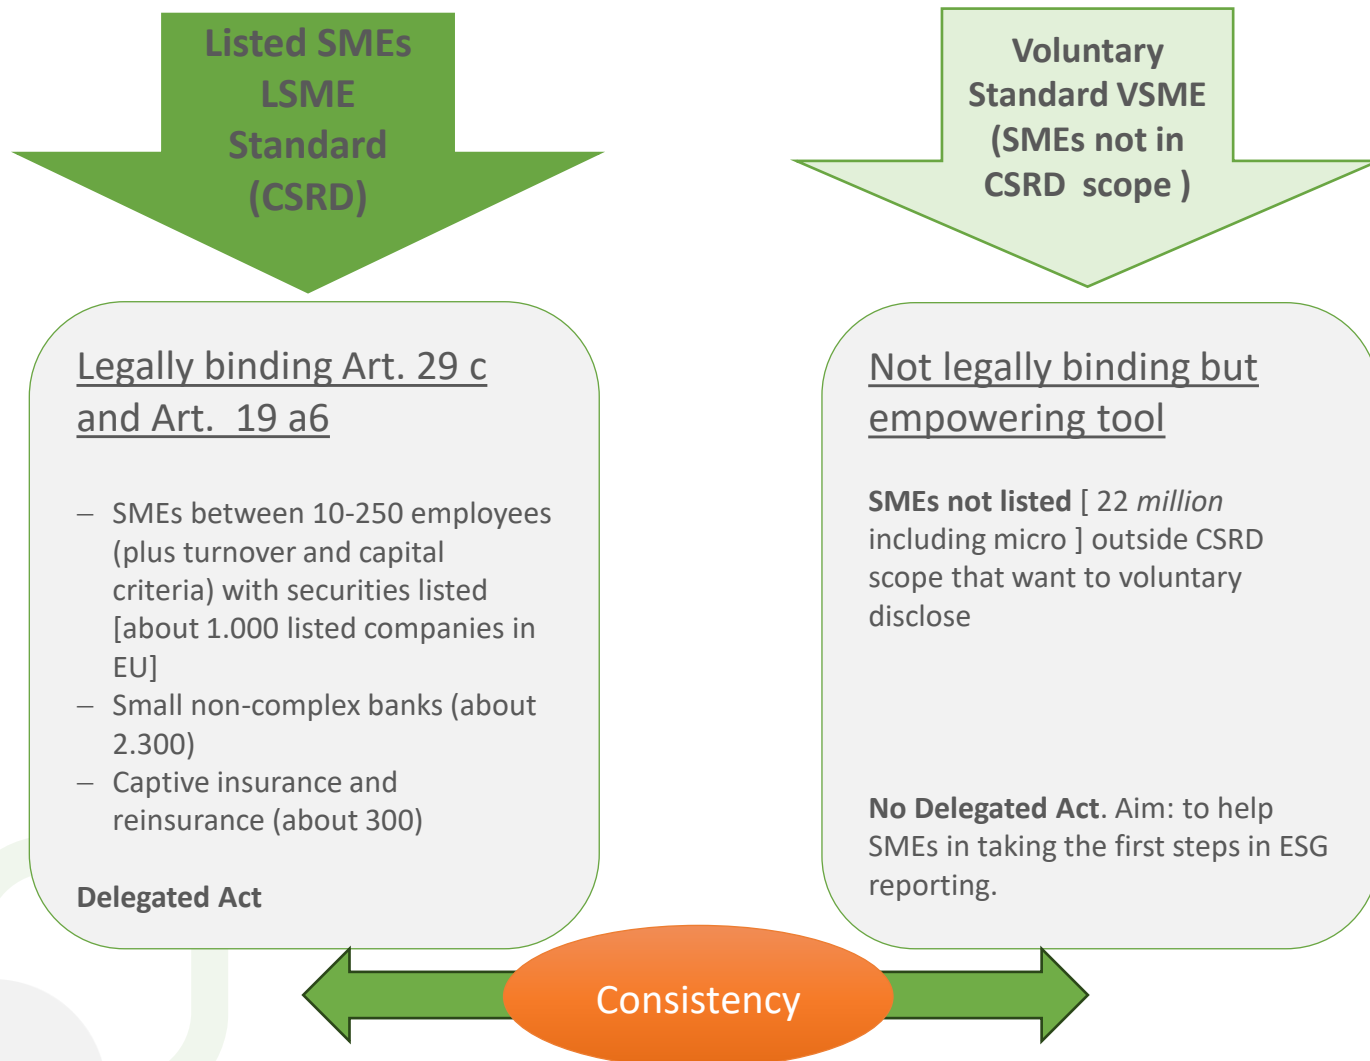 Listed SMEs
LSME
Standard
(CSRD)
Legally binding Art. 29 c
and Art.  19 a6
– SMEs between 10-250 employees
(plus turnover and capital
criteria) with securities listed
[about 1.000 listed companies in
EU]
– Small non-complex banks (about
2.300)
– Captive insurance and
reinsurance (about 300)
Delegated Act
Voluntary
Standard VSME
(SMEs not in
CSRD  scope )
Not legally binding but
empowering tool
SMEs not listed [ 22 million
including micro ] outside CSRD
scope that want to voluntary
disclose
No Delegated Act. Aim: to help
SMEs in taking the first steps in ESG
reporting.
Consistency